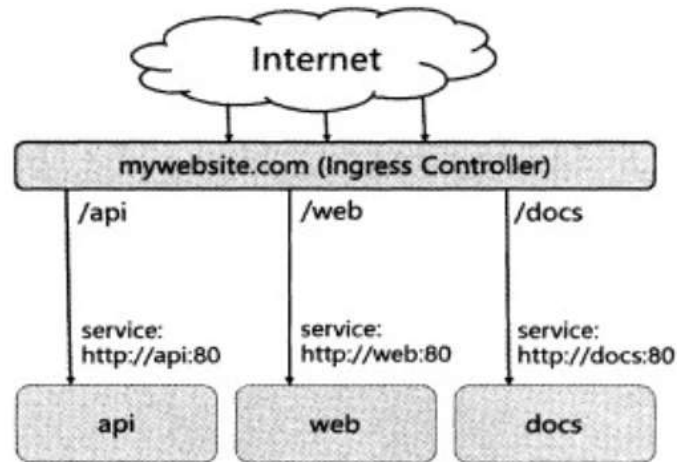 Internet
mywebsite.com (Ingress Controller)
/api
/web
/docs
service:
http://api:80
service:
http://web:80
service:
http://docs:80
api
web
docs